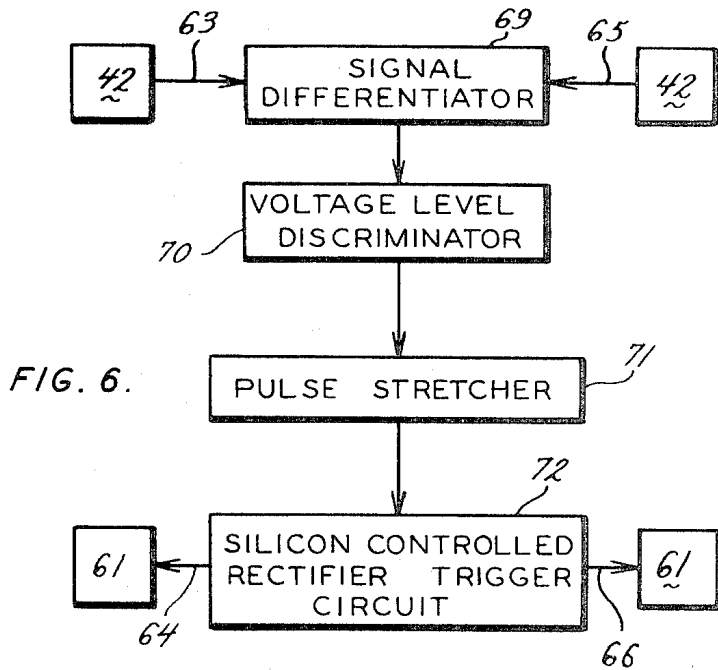 63
69
65
42
SIGNAL
DIFFERENTIATOR
42
VOLTAGE LEVEL
DISCRIMINATOR
70
FIG. 6.
PULSE STRETCHER
71
72
61
SILICON CONTROLLED
RECTIFIER TRIGGER
CIRCUIT
61
64
66